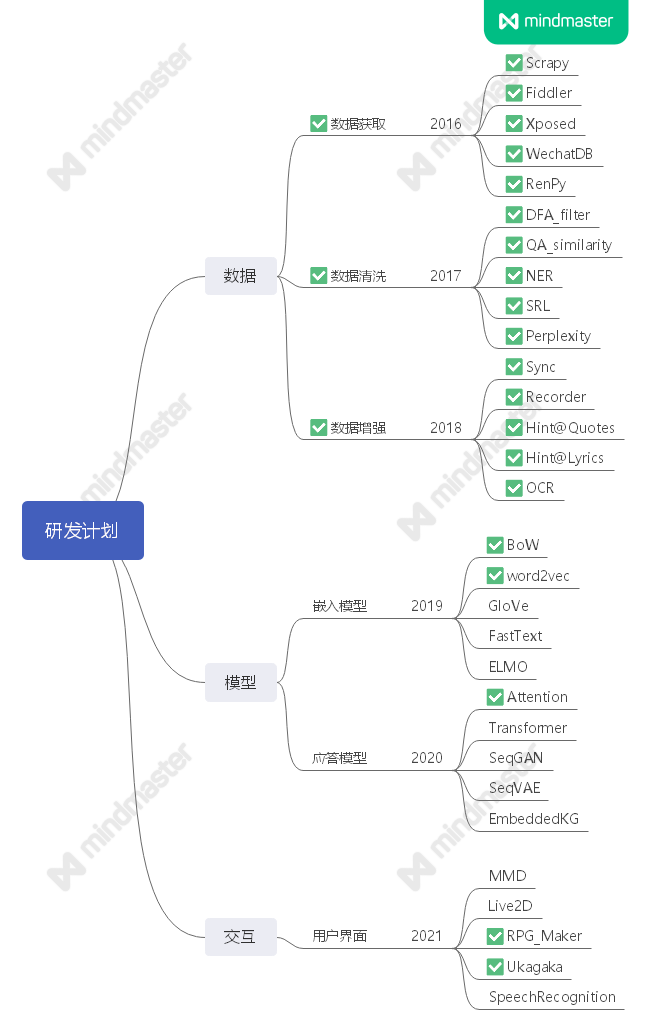 mindmaster
研发计划
数据
数据获取 2016
Scrapy
Fiddler
Xposed
WechatDB
RenPy
数据清洗 2017
DFA_filter
QA_similarity
NER
SRL
Perplexity
数据增强 2018
Sync
Recorder
Hint@Quotes
Hint@Lyrics
OCR
模型
嵌入模型 2019
BoW
word2vec
GloVe
FastText
ELMO
应答模型 2020
Attention
Transformer
SeqGAN
SeqVAE
EmbeddedKG
交互
用户界面 2021
MMD
Live2D
RPG_Maker
Ukagaka
SpeechRecognition
mindmaster
mindmaster
mindmaster
mindmaster
mindmaster
mindmaster